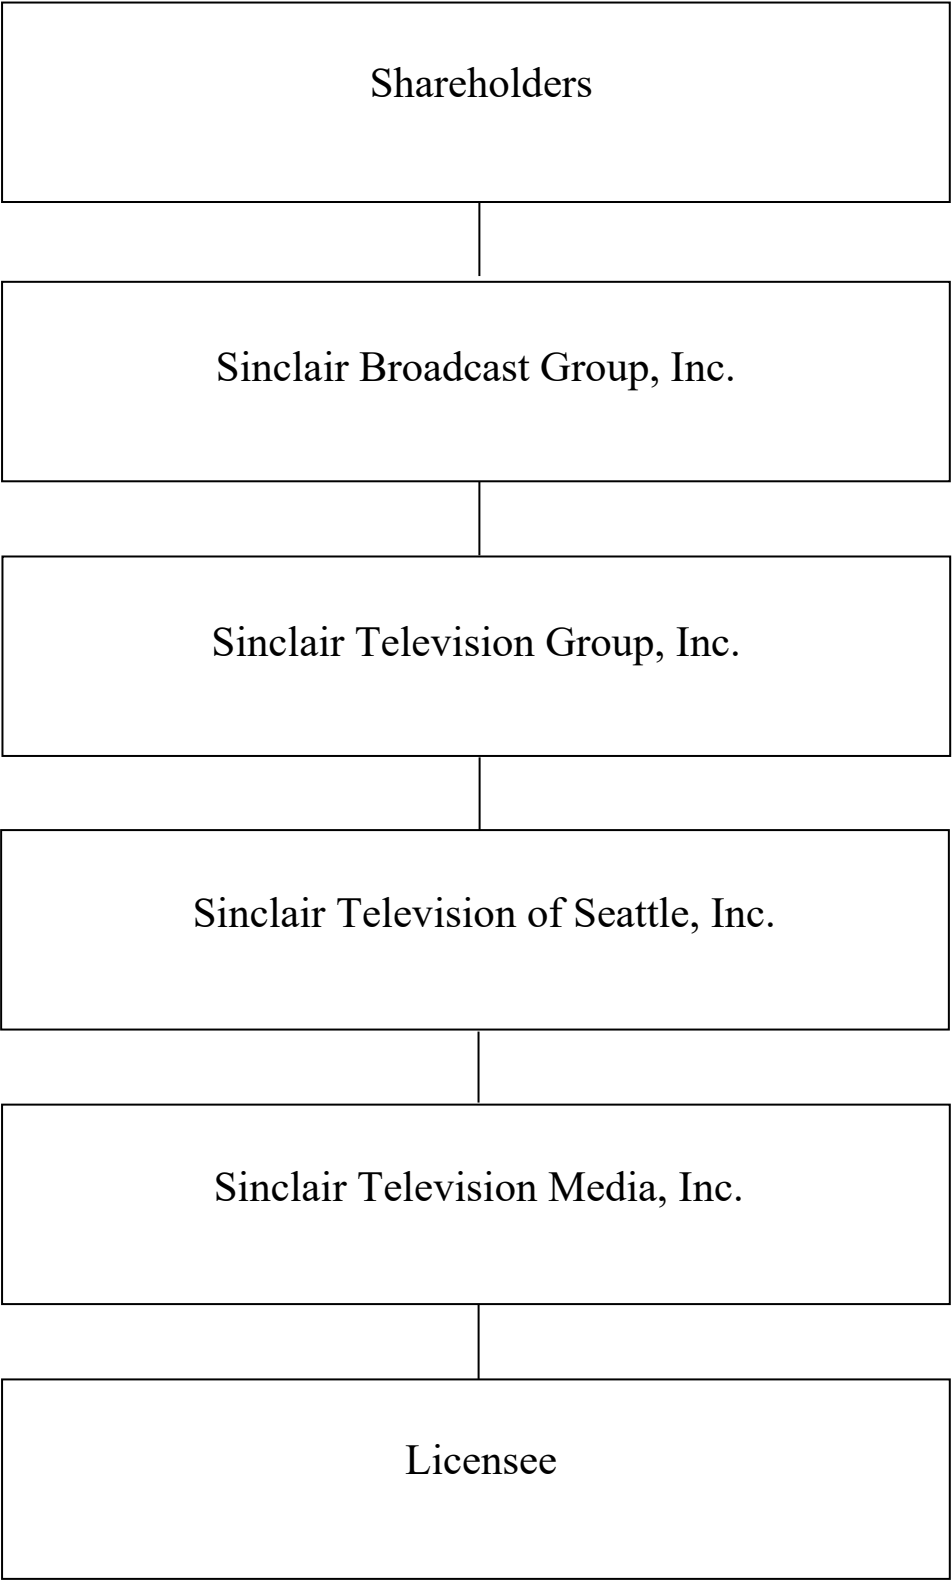 Shareholders
Sinclair Broadcast Group, Inc.
Sinclair Television Group, Inc.
Sinclair Television of Seattle, Inc.
Sinclair Television Media, Inc.
Licensee